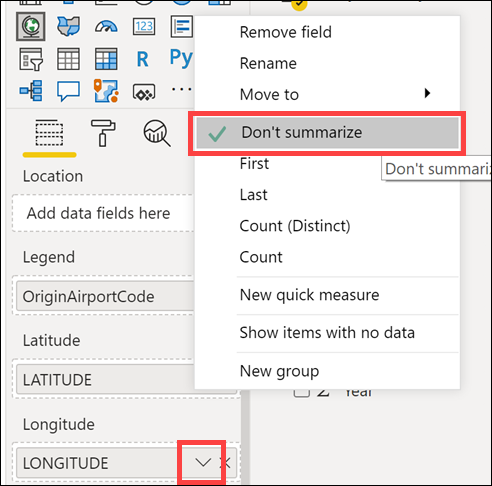 123
R
Py
...
Remove field
Rename
Move to
Don't summarize
First
Don't summari
Last
Count (Distinct)
Count
New quick measure
Show items with no data
New group
Location
Add data fields here
Legend
OriginAirportCode
Latitude
LATITUDE
Longitude
LONGITUDE
Σ Year